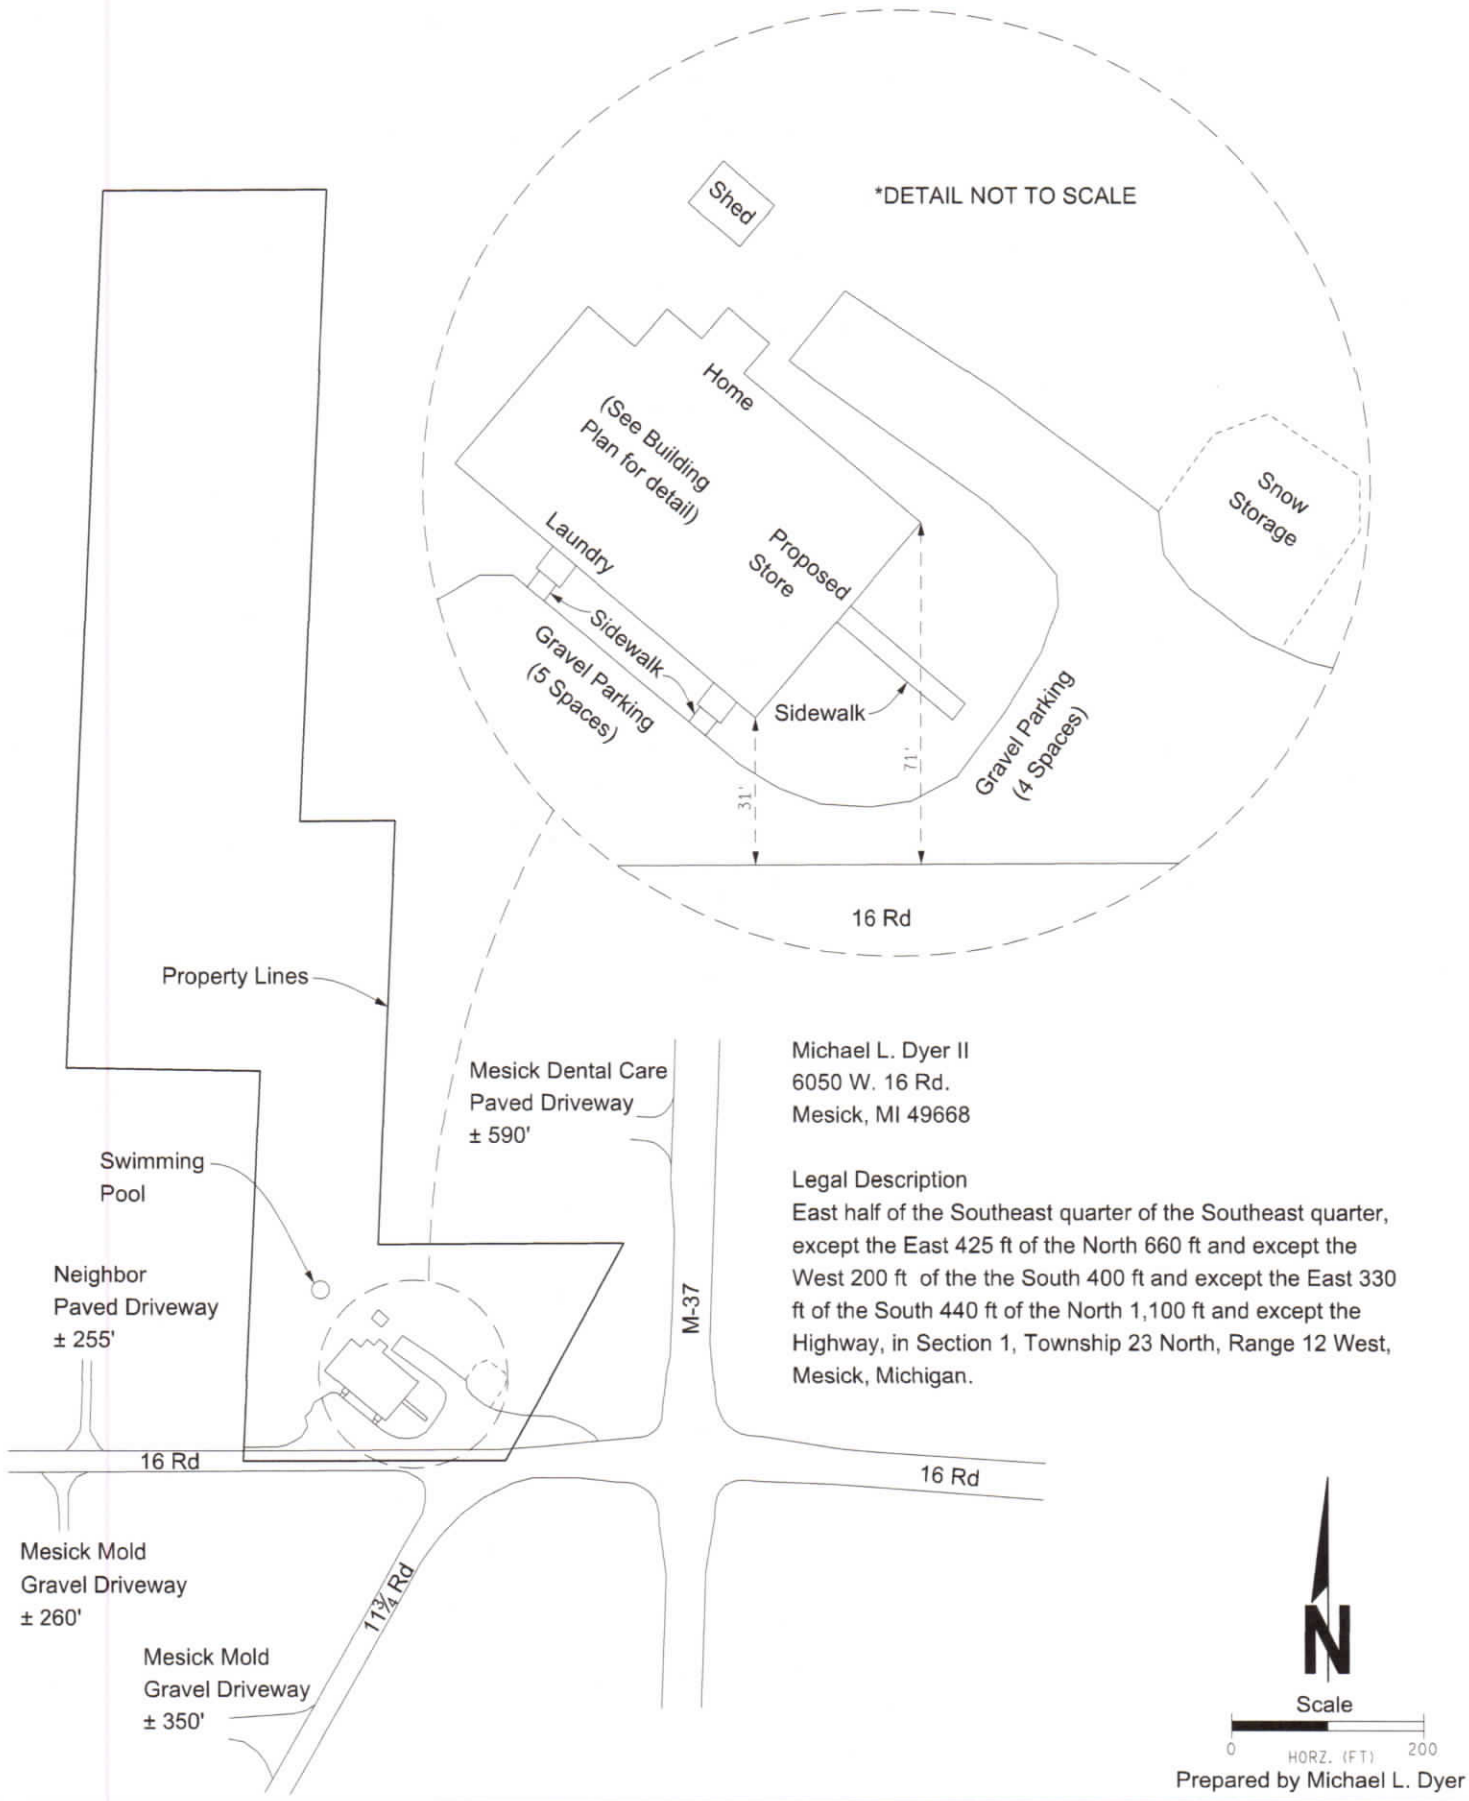 *DETAIL NOT TO SCALE
Shed
Home
(See Building
Plan for detail)
Snow
Storage
Laundry
Proposed
Store
Sidewalk
Gravel Parking
(5 Spaces)
Sidewalk
Gravel Parking
(4 Spaces)
31'
71'
16 Rd
Property Lines
Mesick Dental Care
Paved Driveway
± 590'
Michael L. Dyer II
6050 W. 16 Rd.
Mesick, MI 49668
Swimming
Pool
Legal Description
East half of the Southeast quarter of the Southeast quarter,
except the East 425 ft of the North 660 ft and except the
West 200 ft of the the South 400 ft and except the East 330
ft of the South 440 ft of the North 1,100 ft and except the
Highway, in Section 1, Township 23 North, Range 12 West,
Mesick, Michigan.
Neighbor
Paved Driveway
± 255'
M-37
16 Rd
16 Rd
Mesick Mold
Gravel Driveway
± 260'
11¾ Rd
Mesick Mold
Gravel Driveway
± 350'
N
Scale
0 200
HORZ. (FT)
Prepared by Michael L. Dyer